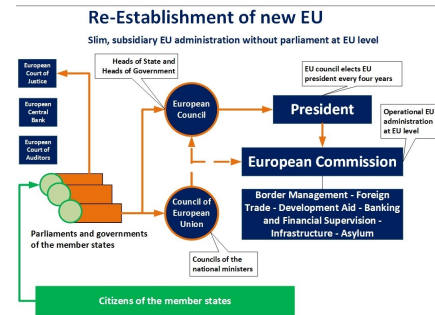 Re-Establishment of new EU
Slim, subsidiary EU administration without parliament at EU level
European
Court of
Justice
European
Central
Bank
European
Court of
Auditors
Heads of State and
Heads of Government
European
Council
EU council elects EU
president every four years
President
Operational EU
administration
at EU level
European Commission
Border Management - Foreign
Trade - Development Aid - Banking
and Financial Supervision -
Infrastructure - Asylum
Council of
European
Union
Councils of the
national ministers
Parliaments and governments
of the member states
Citizens of the member states